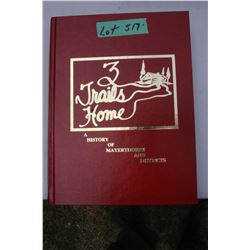 Lot 517.
3
Trails
Home
A
HISTORY
OF
MAYERTHORPE
AND
DISTRICTS